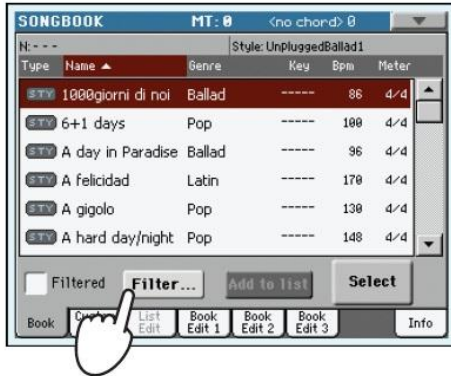 SONGBOOK MT: 0 <no chord> 0
N: - - - Style: UnpluggedBallad1
Type Name Genre Key Bpm Meter
STY 1000giorni di noi Ballad ----- 86 4/4
STY 6+1 days Pop ----- 100 4/4
STY A day in Paradise Ballad ----- 96 4/4
STY A felicidad Latin ----- 170 4/4
STY A gigolo Pop ----- 130 4/4
STY A hard day/night Pop ----- 148 4/4
Filtered Filter... Add to list Select
Book List Edit Book Edit 1 Book Edit 2 Book Edit 3 Info